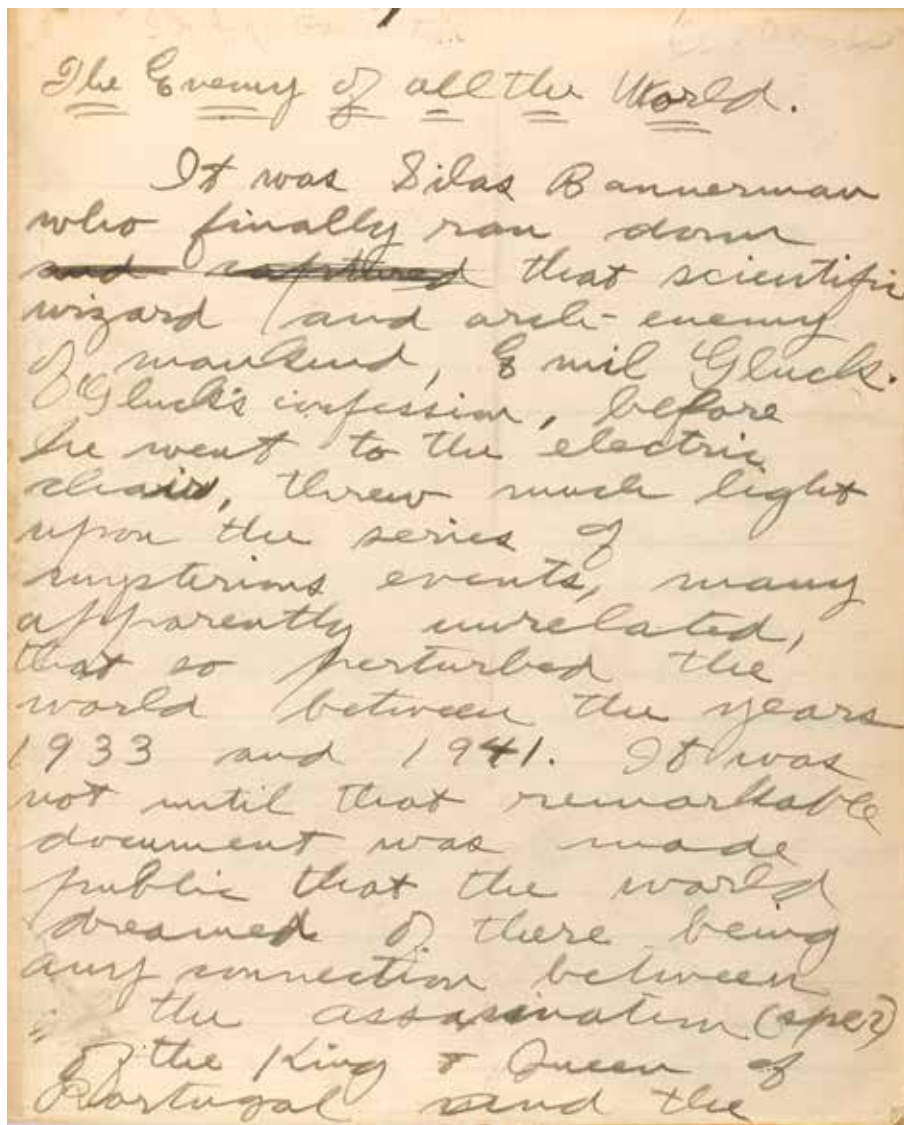 The Enemy of all the World.
It was Silas Bannerman
who finally ran down
and captured that scientific
wizard and arch-enemy
of mankind, Emil Gluck.
Gluck's confession, before
he went to the electric
chair, threw much light
upon the series of
mysterious events, many
apparently unrelated,
that so perturbed the
world between the years
1933 and 1941. It was
not until that remarkable
document was made
public that the world
dreamed of there being
any connection between
the assasination (spel?)
of the King & Queen of
Portugal and the